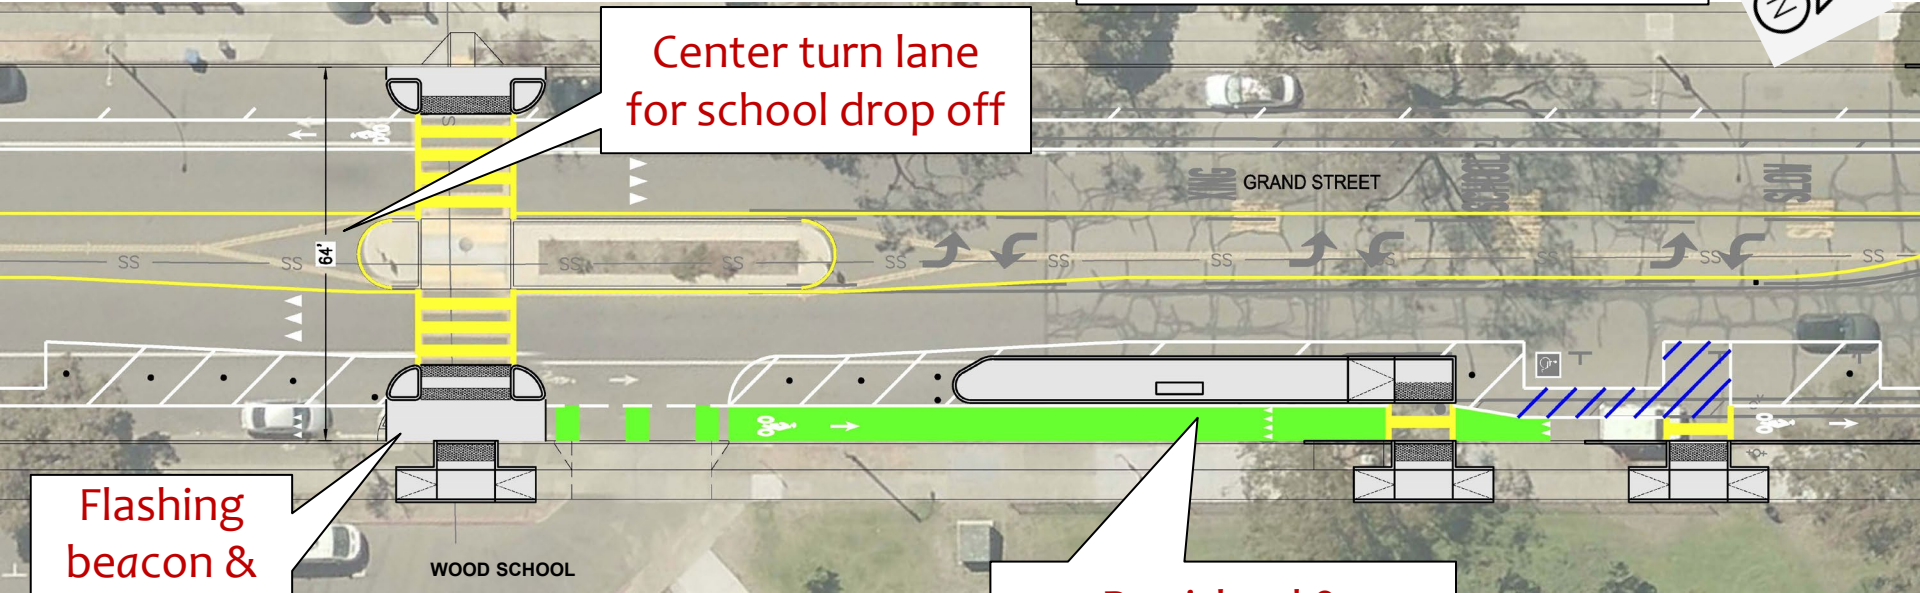 Center turn lane
for school drop off
GRAND STREET
64'
SS
SS
SS
SS
SS
SS
SS
SS
SS
Flashing
beacon &
WOOD SCHOOL